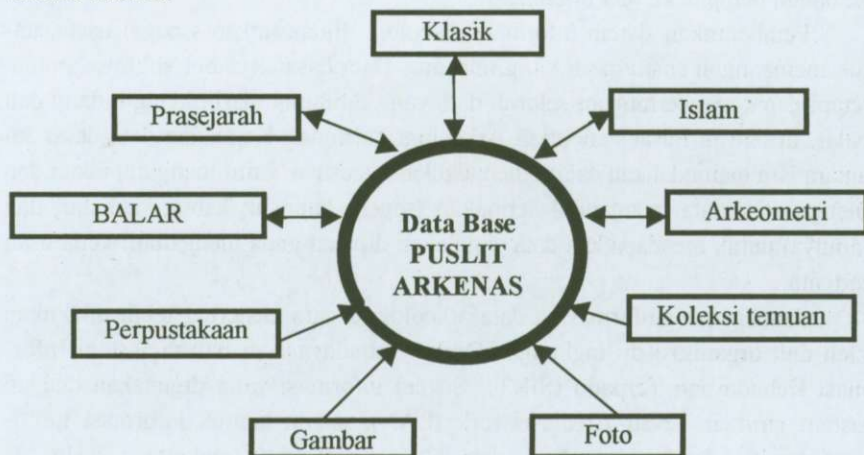 Klasik
Prasejarah
Islam
BALAR
Data Base
PUSLIT
ARKENAS
Arkeometri
Perpustakaan
Koleksi temuan
Gambar
Foto